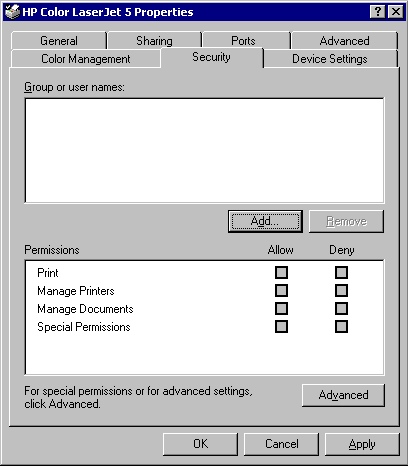 HP Color LaserJet 5 Properties
General Sharing Ports Advanced
Color Management Security Device Settings
Group or user names:
Add... Remove
Permissions Allow Deny
Print
Manage Printers
Manage Documents
Special Permissions
For special permissions or for advanced settings,
click Advanced.
Advanced
OK Cancel Apply